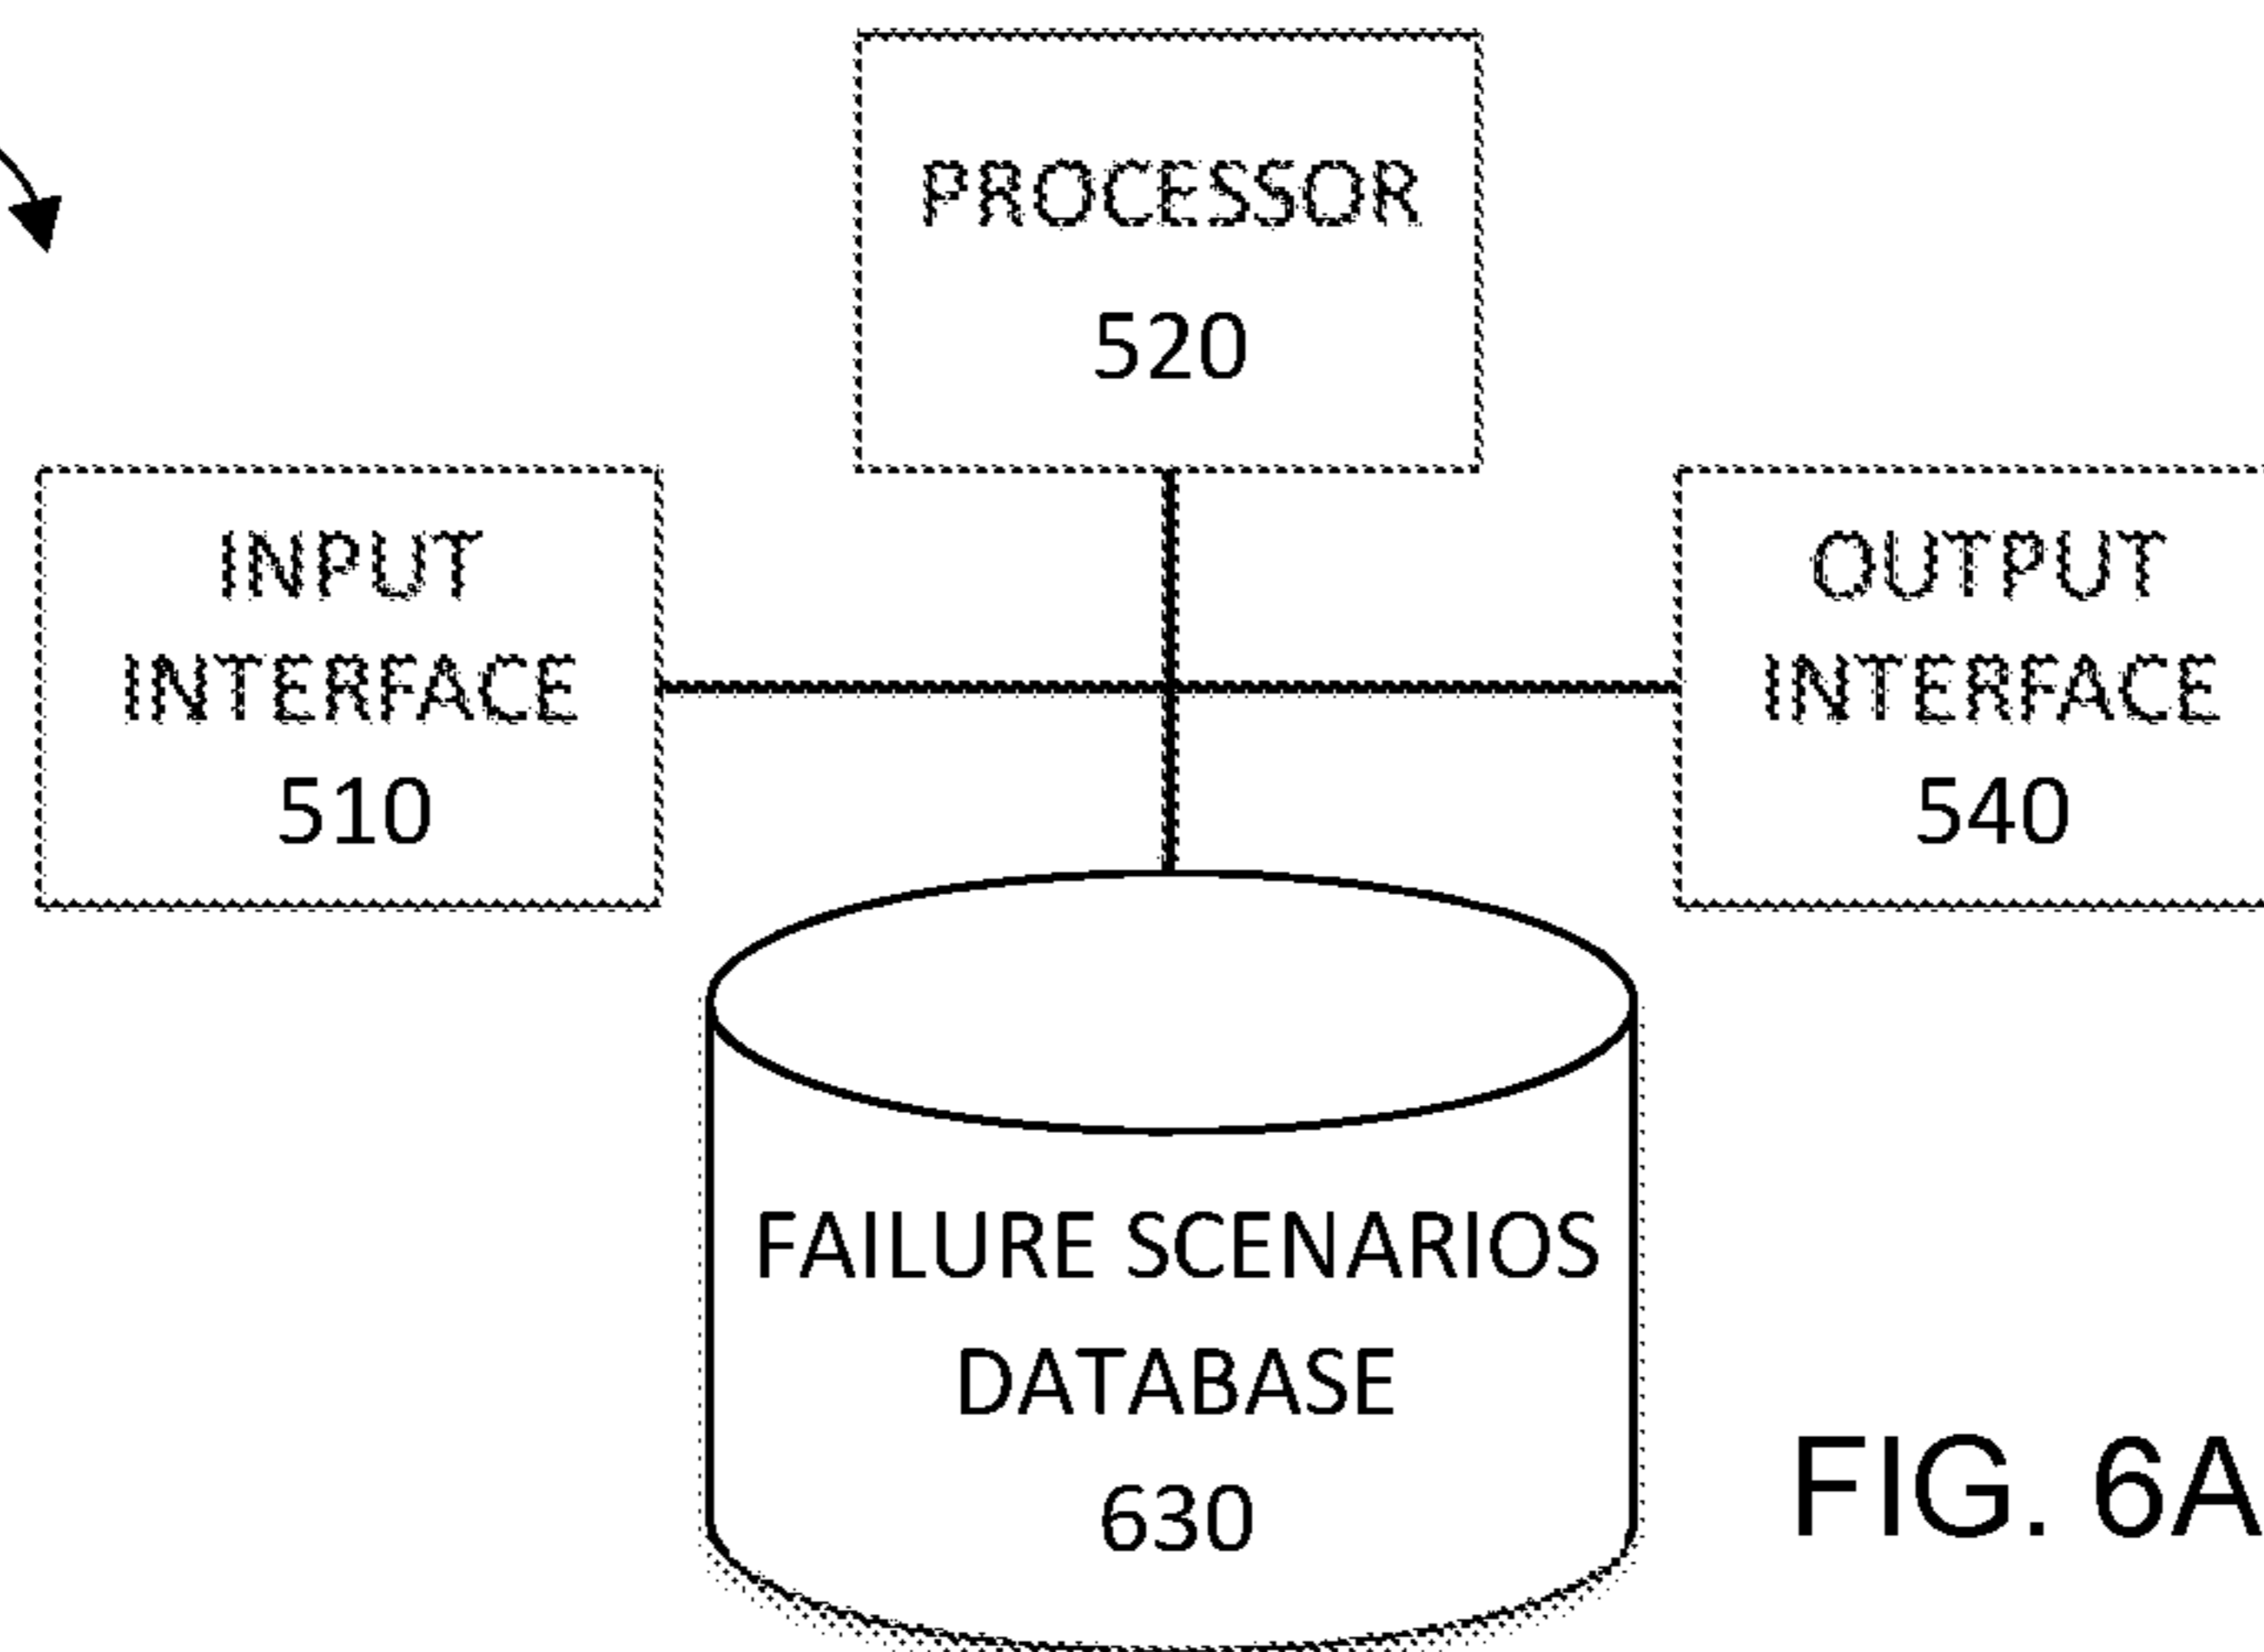 PROCESSOR
520
INPUT
INTERFACE
510
OUTPUT
INTERFACE
540
FAILURE SCENARIOS
DATABASE
630
FIG. 6A